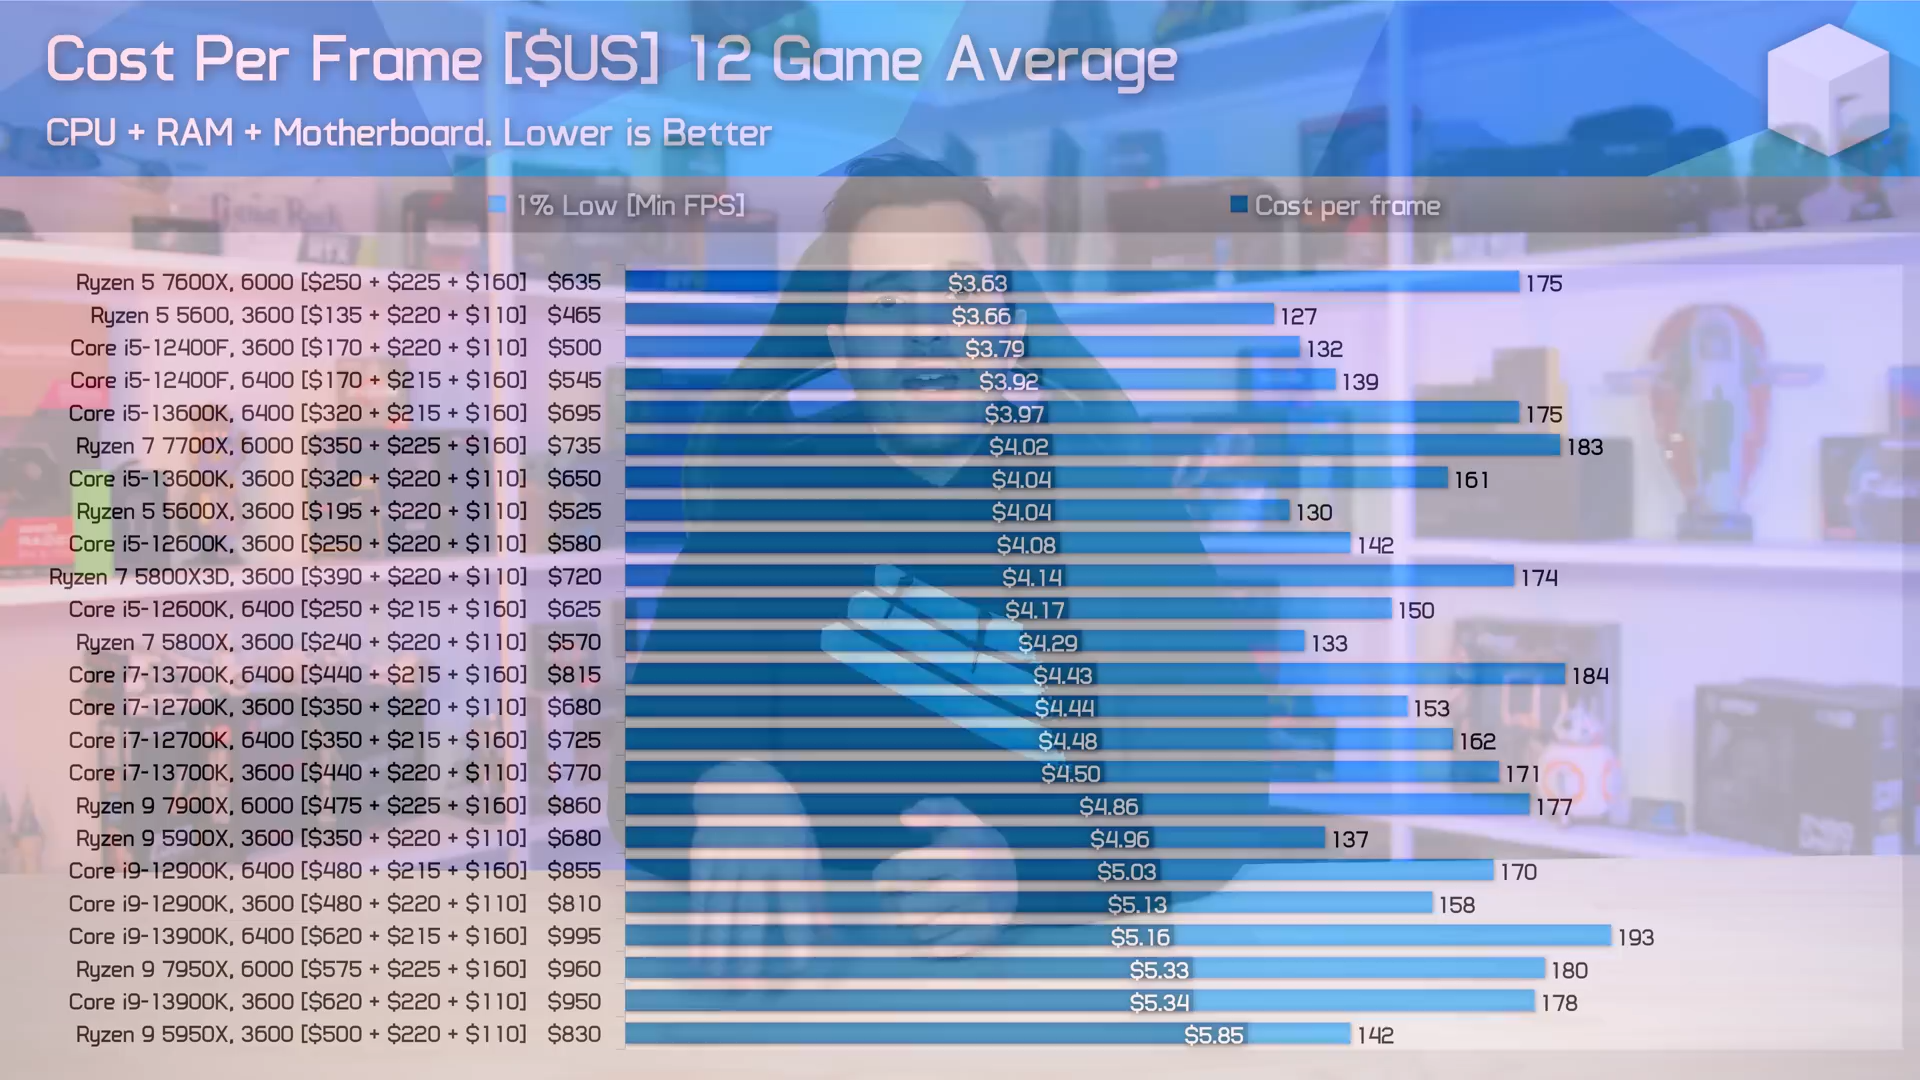 Cost Per Frame [$US] 12 Game Average
CPU + RAM + Motherboard. Lower is Better
1% Low [Min FPS] Cost per frame
Ryzen 5 7600X, 6000 [$250 + $225 + $160] $635 $3.63 175
Ryzen 5 5600, 3600 [$135 + $220 + $110] $465 $3.66 127
Core i5-12400F, 3600 [$170 + $220 + $110] $500 $3.79 132
Core i5-12400F, 6400 [$170 + $215 + $160] $545 $3.92 139
Core i5-13600K, 6400 [$320 + $215 + $160] $695 $3.97 175
Ryzen 7 7700X, 6000 [$350 + $225 + $160] $735 $4.02 183
Core i5-13600K, 3600 [$320 + $220 + $110] $650 $4.04 161
Ryzen 5 5600X, 3600 [$195 + $220 + $110] $525 $4.04 130
Core i5-12600K, 3600 [$250 + $220 + $110] $580 $4.08 142
Ryzen 7 5800X3D, 3600 [$390 + $220 + $110] $720 $4.14 174
Core i5-12600K, 6400 [$250 + $215 + $160] $625 $4.17 150
Ryzen 7 5800X, 3600 [$240 + $220 + $110] $570 $4.29 133
Core i7-13700K, 6400 [$440 + $215 + $160] $815 $4.43 184
Core i7-12700K, 3600 [$350 + $220 + $110] $680 $4.44 153
Core i7-12700K, 6400 [$350 + $215 + $160] $725 $4.48 162
Core i7-13700K, 3600 [$440 + $220 + $110] $770 $4.50 171
Ryzen 9 7900X, 6000 [$475 + $225 + $160] $860 $4.86 177
Ryzen 9 5900X, 3600 [$350 + $220 + $110] $680 $4.96 137
Core i9-12900K, 6400 [$480 + $215 + $160] $855 $5.03 170
Core i9-12900K, 3600 [$480 + $220 + $110] $810 $5.13 158
Core i9-13900K, 6400 [$620 + $215 + $160] $995 $5.16 193
Ryzen 9 7950X, 6000 [$575 + $225 + $160] $960 $5.33 180
Core i9-13900K, 3600 [$620 + $220 + $110] $950 $5.34 178
Ryzen 9 5950X, 3600 [$500 + $220 + $110] $830 $5.85 142